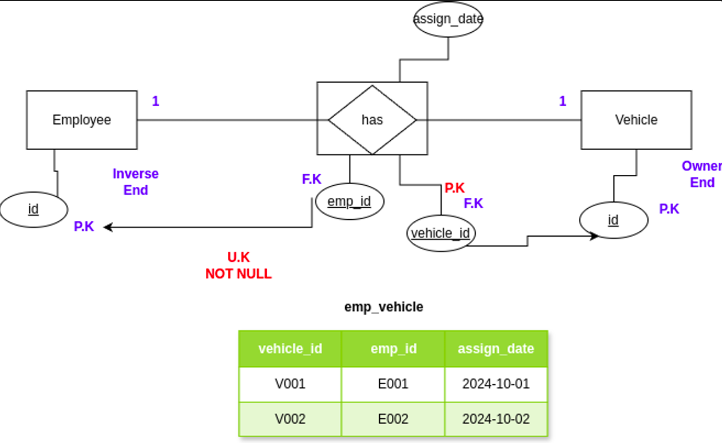 assign_date
1
1
Employee
has
Vehicle
Inverse
End
Owner
End
F.K
P.K
F.K
id
emp_id
P.K
id
P.K
vehicle_id
U.K
NOT NULL
emp_vehicle
vehicle_id emp_id assign_date
V001 E001 2024-10-01
V002 E002 2024-10-02